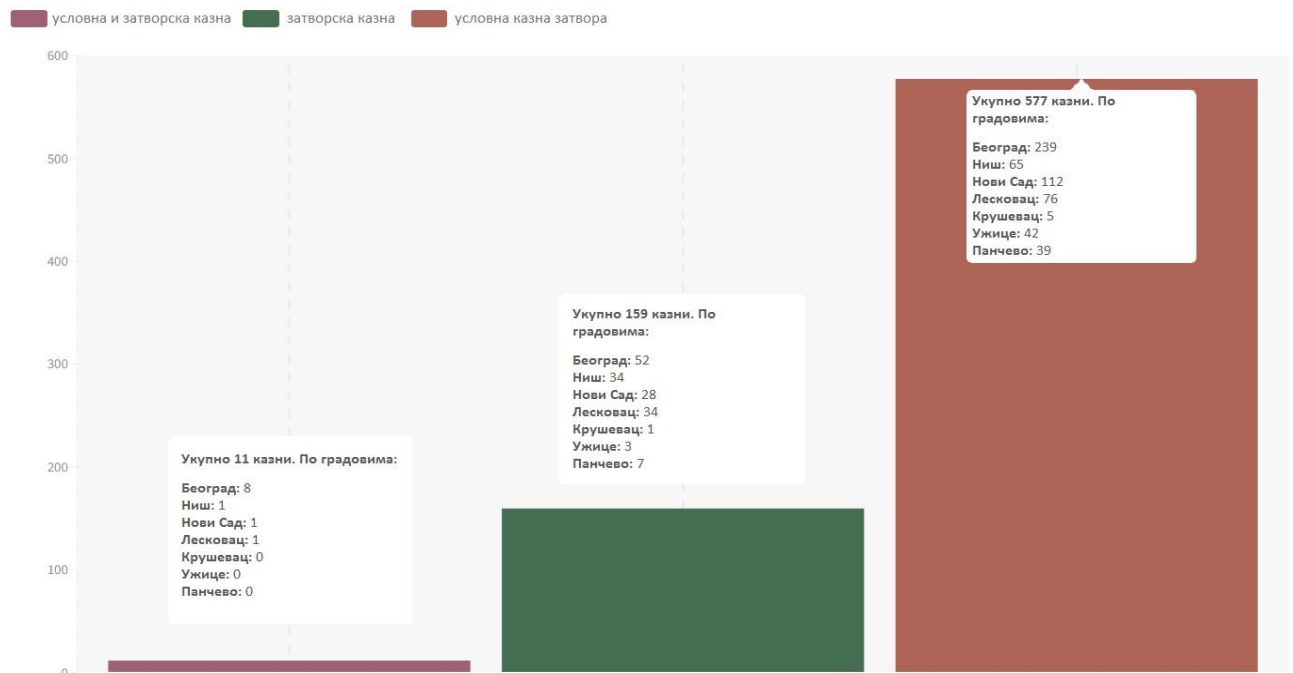 условна и затворска казна затворска казна условна казна затвора
600
500
400
300
200
100
0
Укупно 11 казни. По градовима:
Београд: 8
Ниш: 1
Нови Сад: 1
Лесковац: 1
Крушевац: 0
Ужице: 0
Панчево: 0
Укупно 159 казни. По
градовима:
Београд: 52
Ниш: 34
Нови Сад: 28
Лесковац: 34
Крушевац: 1
Ужице: 3
Панчево: 7
Укупно 577 казни. По
градовима:
Београд: 239
Ниш: 65
Нови Сад: 112
Лесковац: 76
Крушевац: 5
Ужице: 42
Панчево: 39